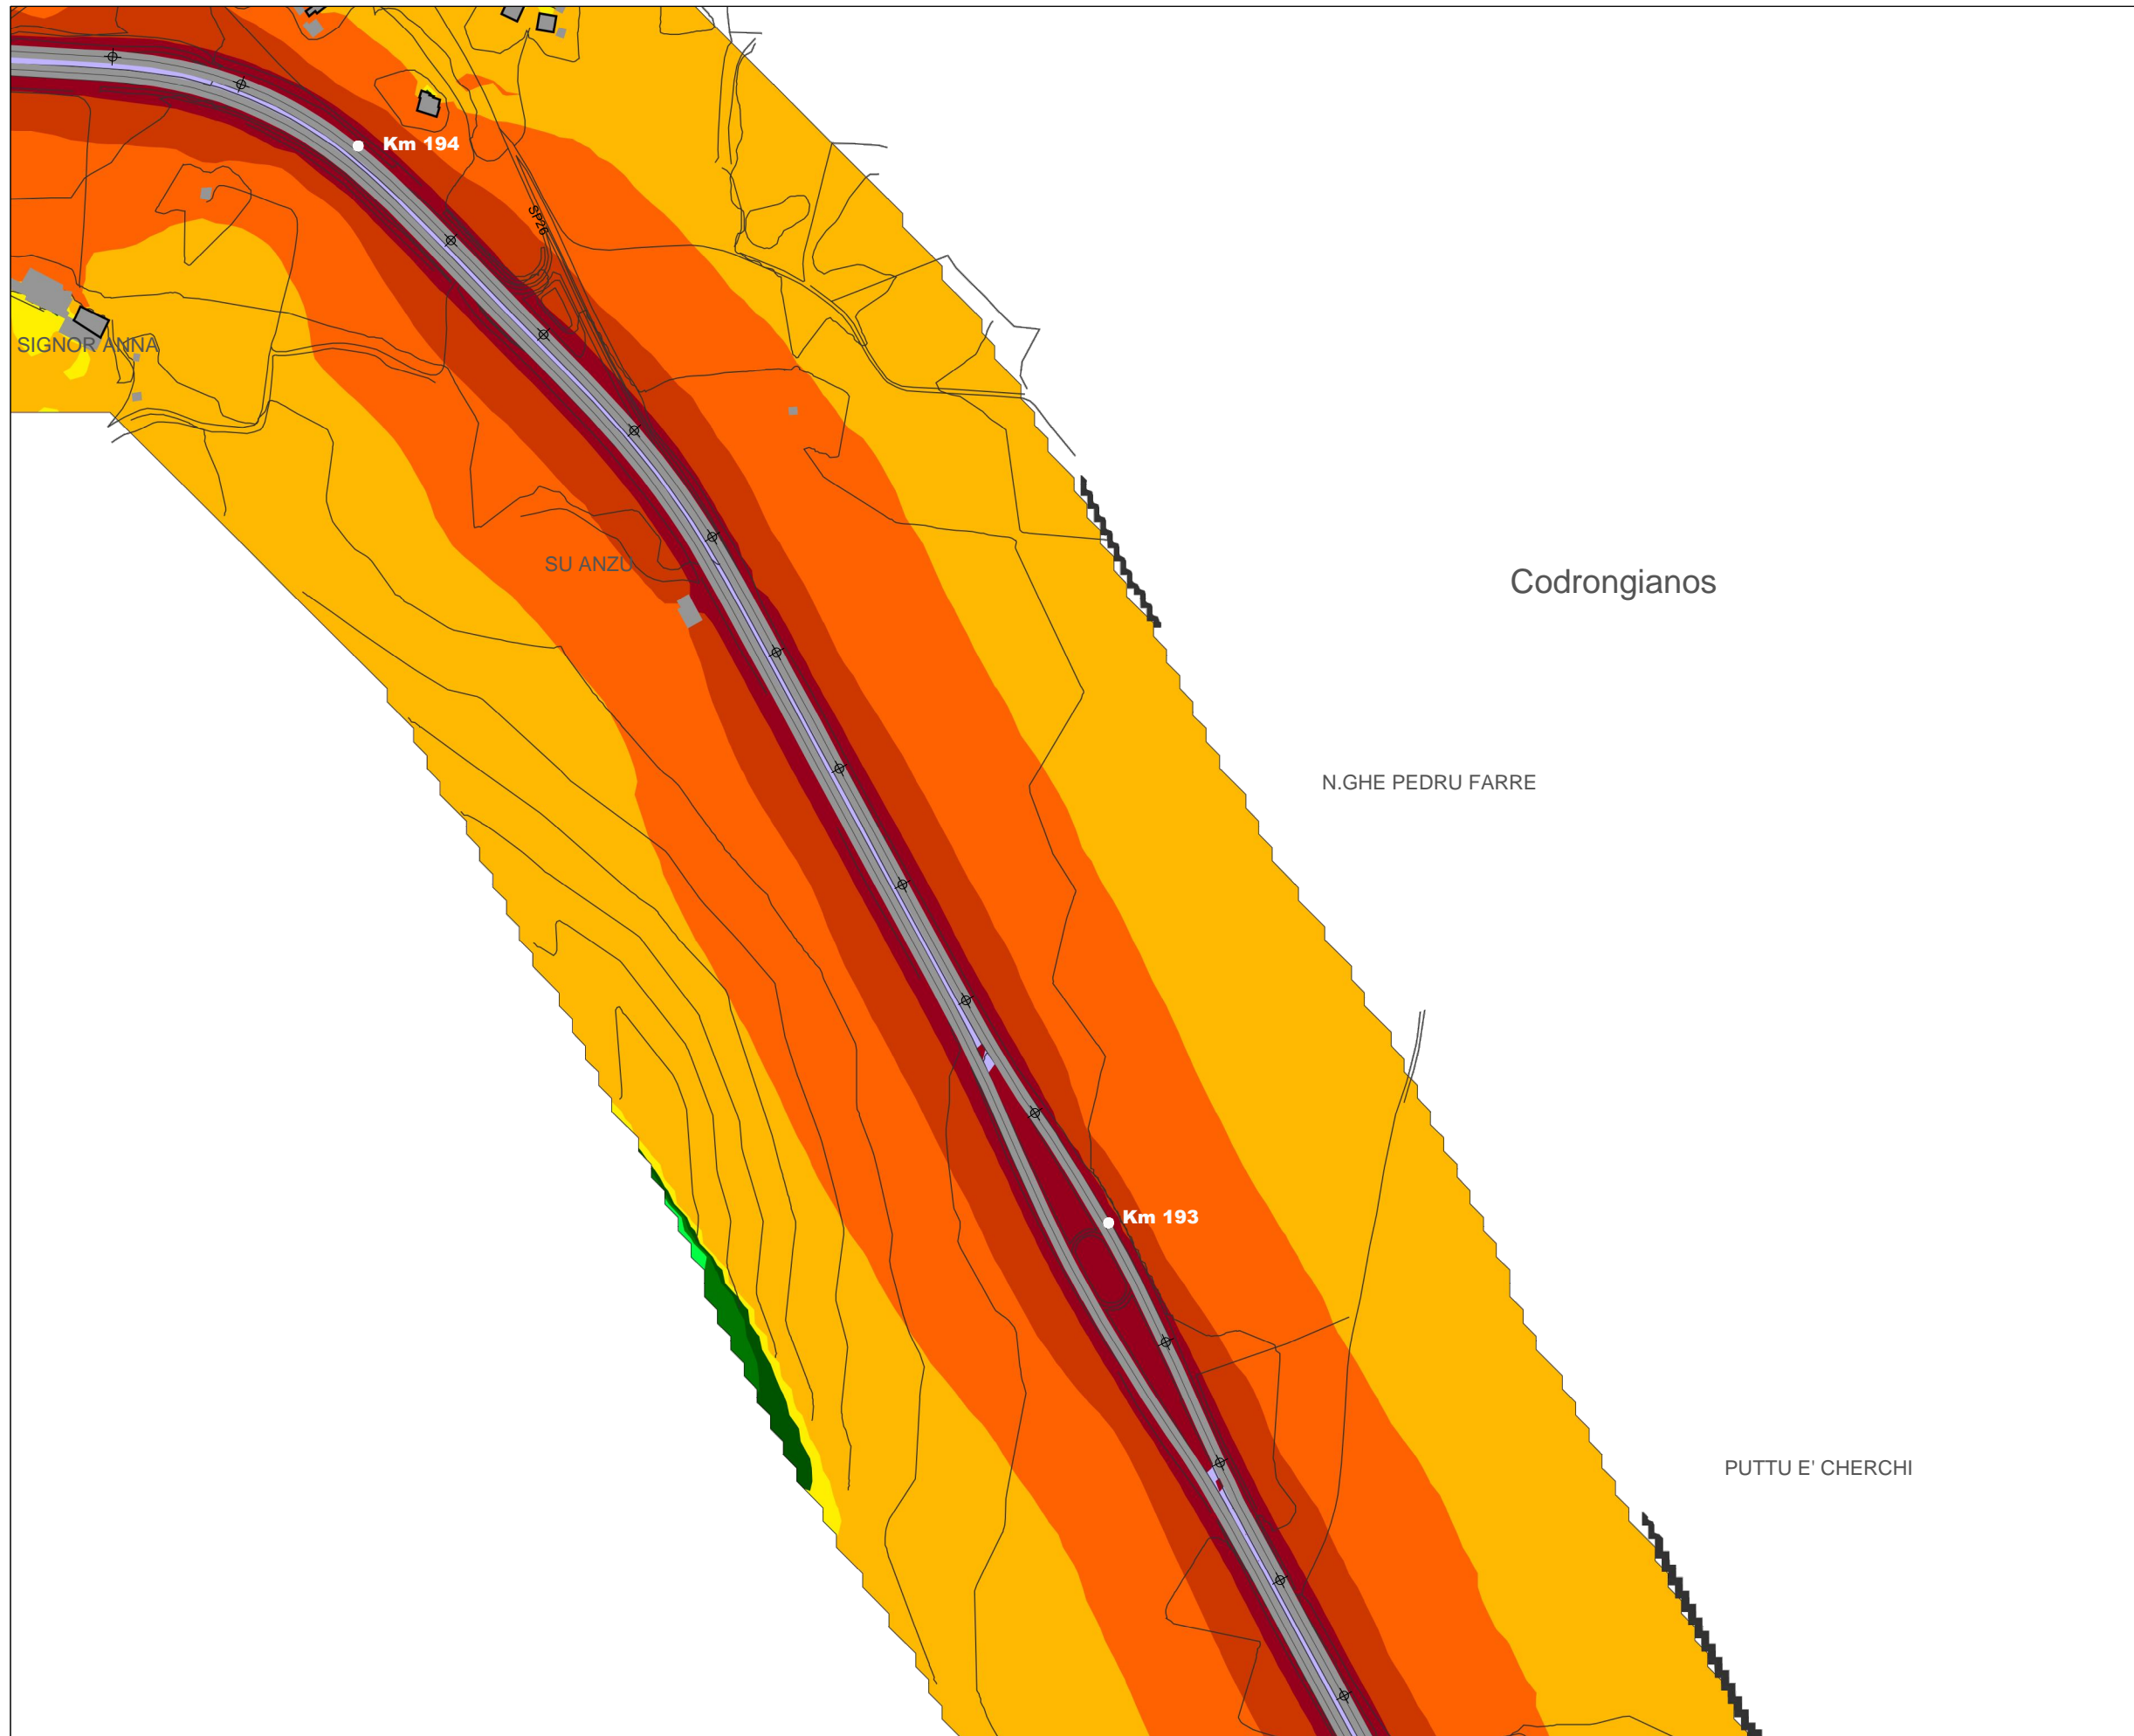 Km 194
SP26
SIGNOR ANNA
SU ANZU
Codrongianos
N.GHE PEDRU FARRE
Km 193
PUTTU E' CHERCHI